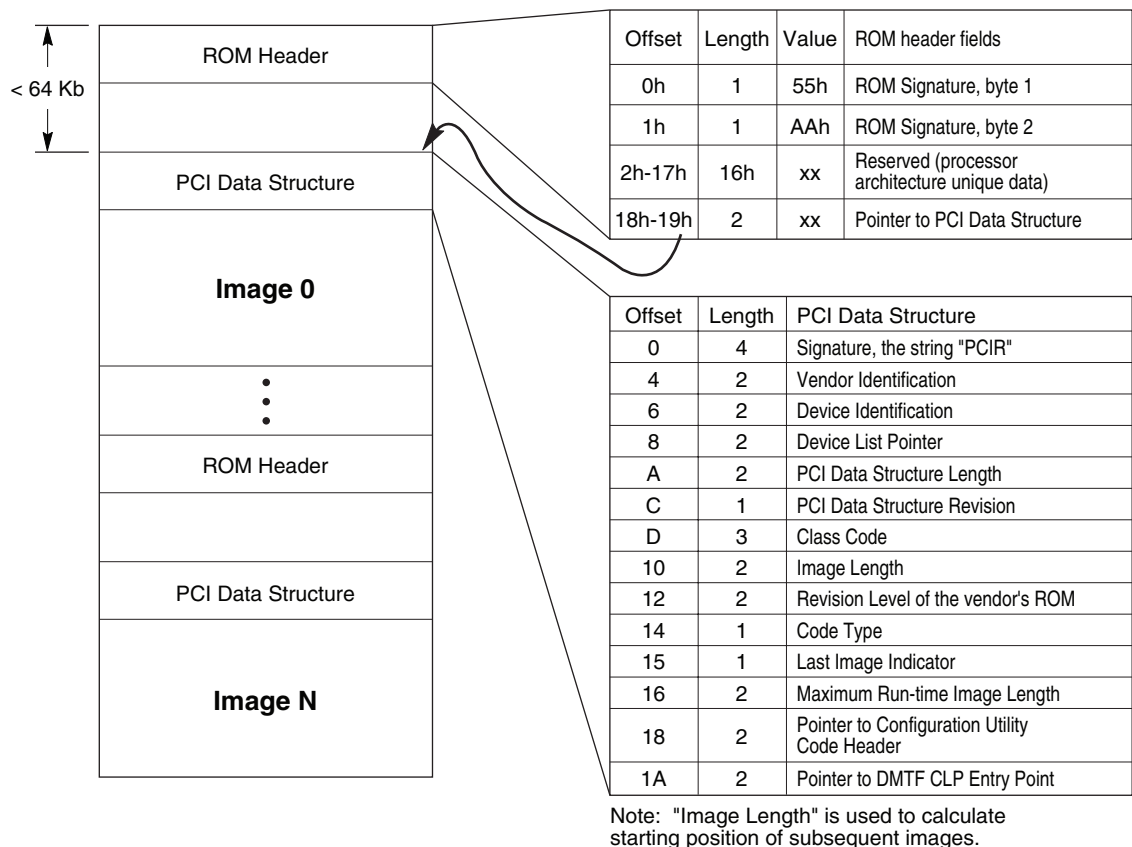 < 64 Kb
ROM Header
PCI Data Structure
Image 0
ROM Header
PCI Data Structure
Image N
Offset Length Value ROM header fields
0h 1 55h ROM Signature, byte 1
1h 1 AAh ROM Signature, byte 2
2h-17h 16h xx Reserved (processor
architecture unique data)
18h-19h 2 xx Pointer to PCI Data Structure
Offset Length PCI Data Structure
0 4 Signature, the string "PCIR"
4 2 Vendor Identification
6 2 Device Identification
8 2 Device List Pointer
A 2 PCI Data Structure Length
C 1 PCI Data Structure Revision
D 3 Class Code
10 2 Image Length
12 2 Revision Level of the vendor's ROM
14 1 Code Type
15 1 Last Image Indicator
16 2 Maximum Run-time Image Length
18 2 Pointer to Configuration Utility
Code Header
1A 2 Pointer to DMTF CLP Entry Point
Note: "Image Length" is used to calculate
starting position of subsequent images.